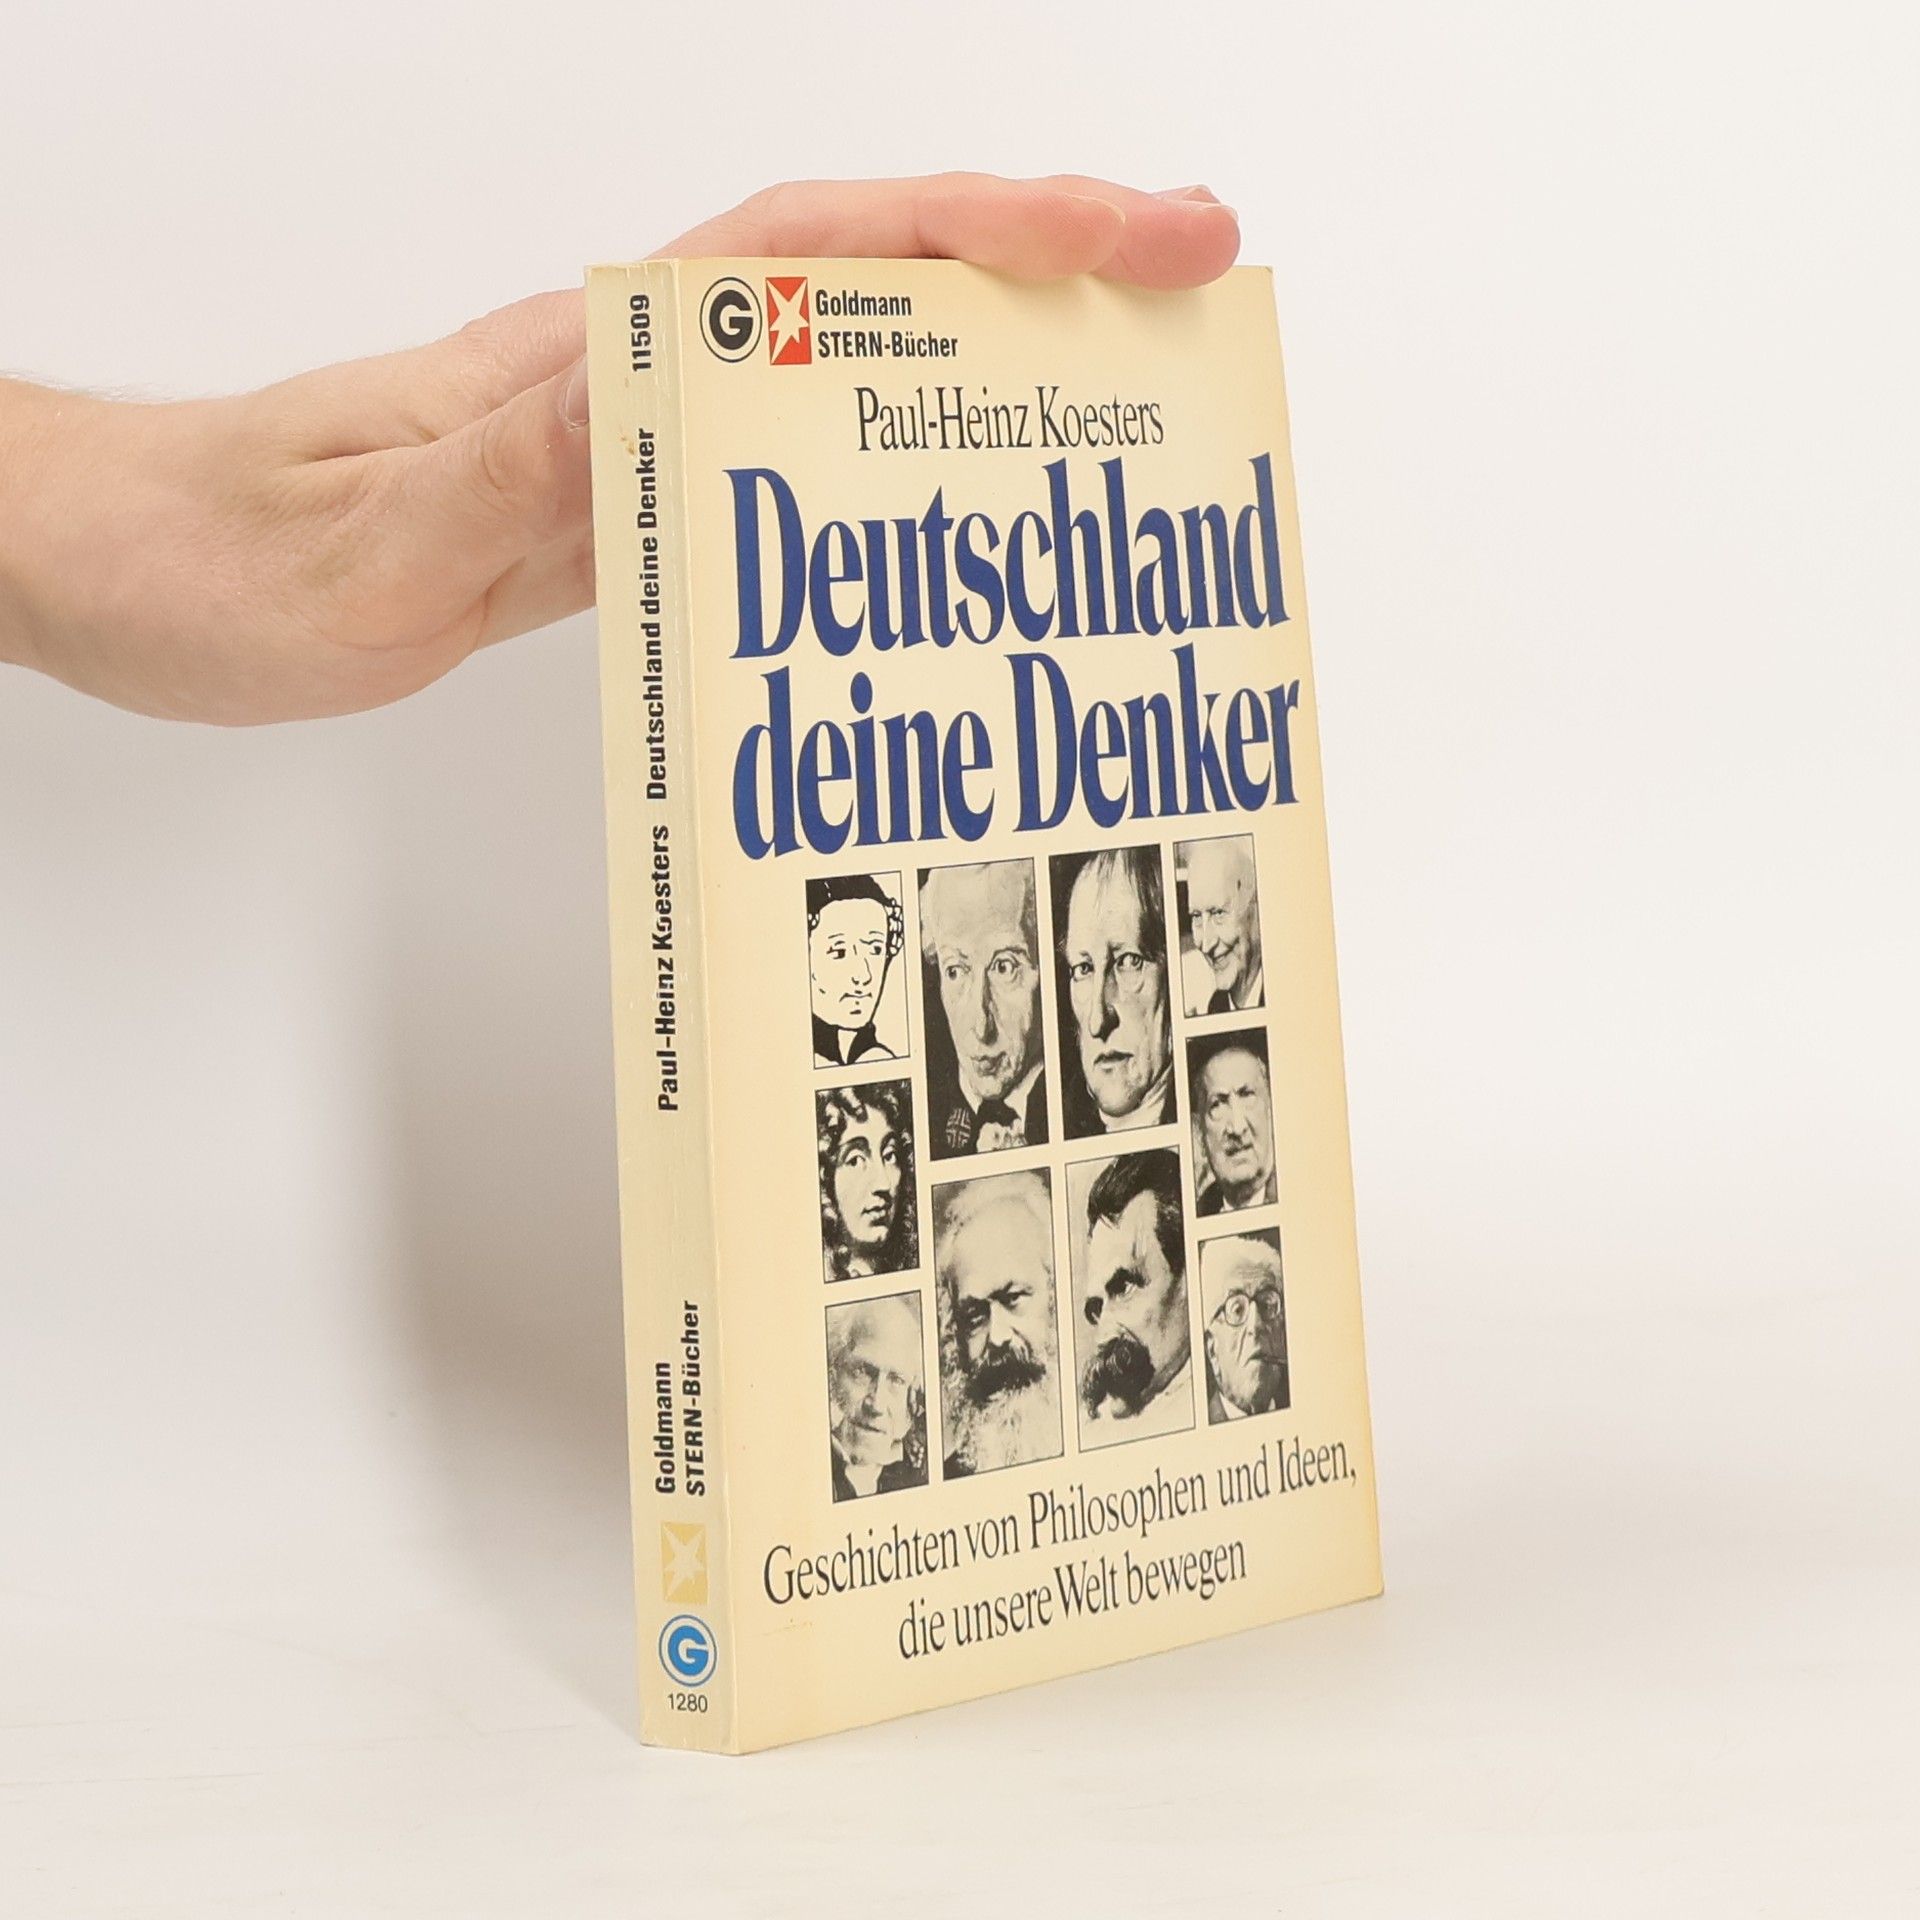 G
Goldmann
STERN-Bücher
Paul-Heinz Koesters
Deutschland
deine Denker
Geschichten von Philosophen und Ideen,
die unsere Welt bewegen
11509
Paul-Heinz Koesters Deutschland deine Denker
Goldmann
STERN-Bücher
G
1280